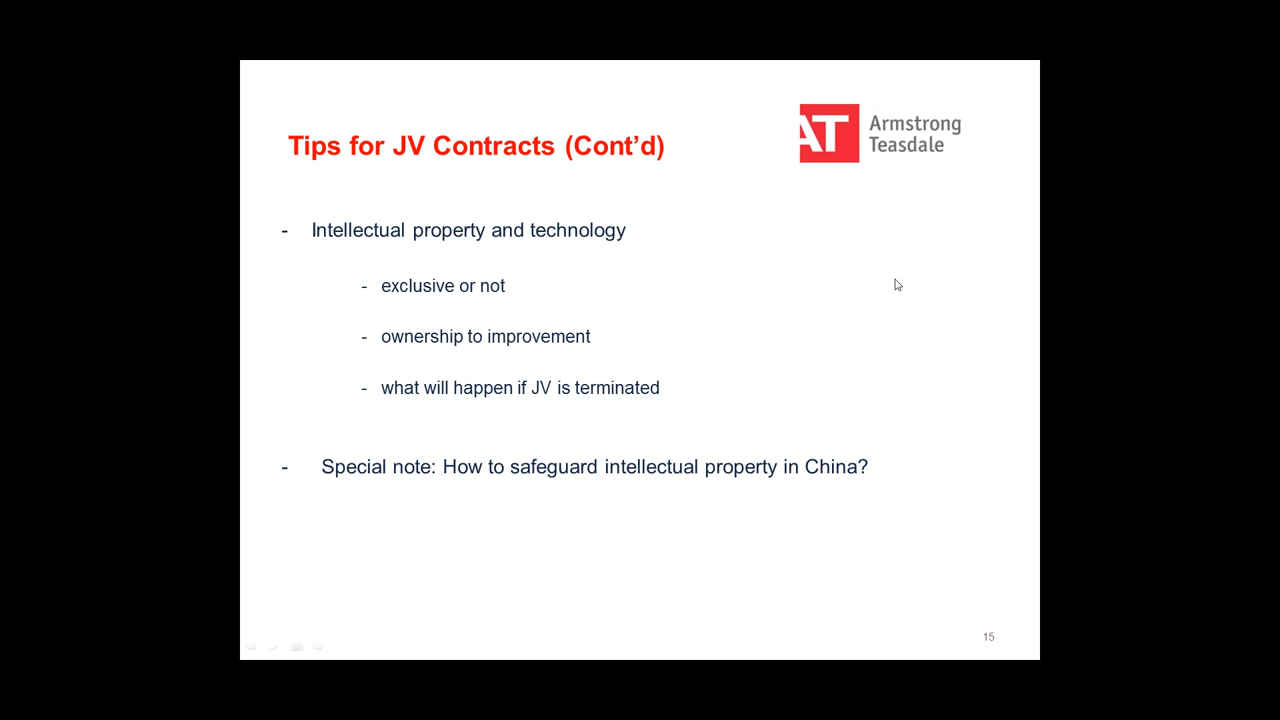 Tips for JV Contracts (Cont’d)
AT
Armstrong
Teasdale
- Intellectual property and technology
- exclusive or not
- ownership to improvement
- what will happen if JV is terminated
- Special note: How to safeguard intellectual property in China?
15